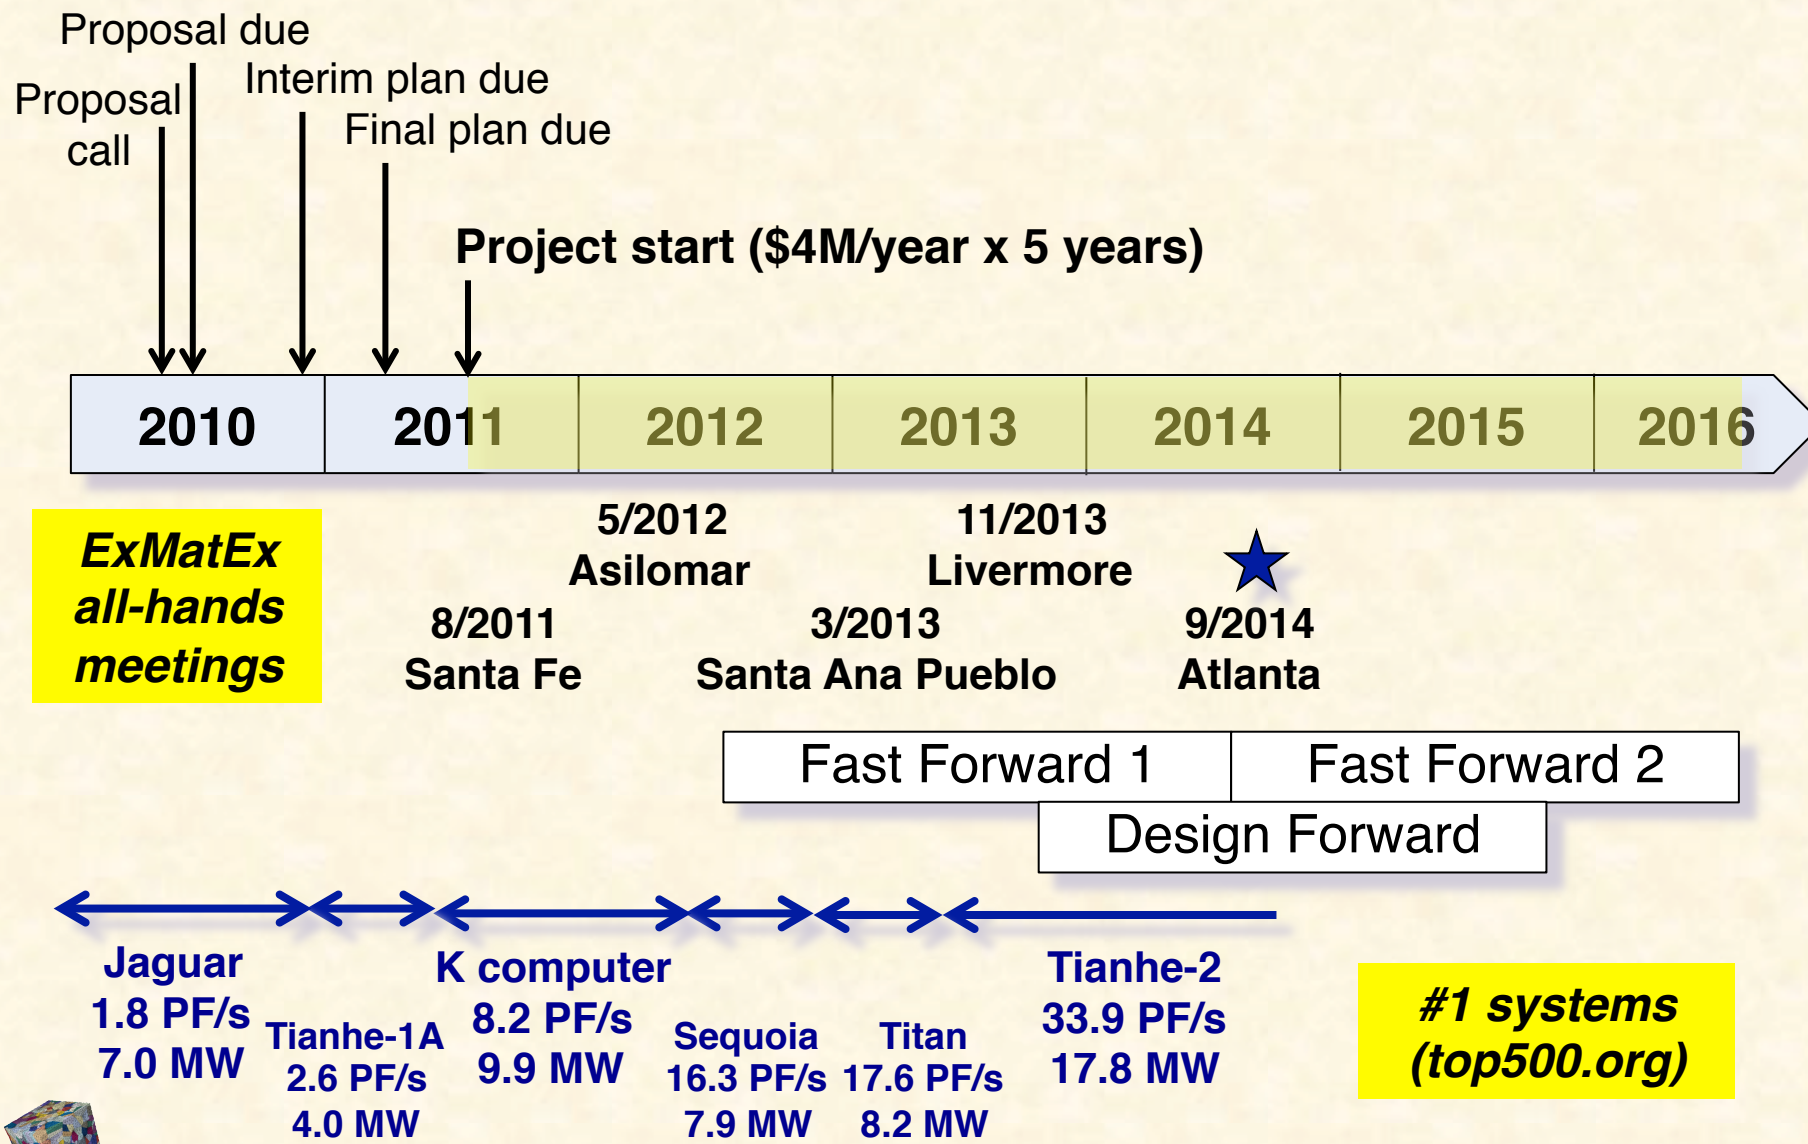 Proposal due
Interim plan due
Proposal
call
Final plan due
Project start ($4M/year x 5 years)
2010 2011 2012 2013 2014 2015 2016
ExMatEx
all-hands
meetings
5/2012
Asilomar
11/2013
Livermore
8/2011
Santa Fe
3/2013
Santa Ana Pueblo
9/2014
Atlanta
Fast Forward 1
Fast Forward 2
Design Forward
Jaguar
1.8 PF/s
7.0 MW
Tianhe-1A
2.6 PF/s
4.0 MW
K computer
8.2 PF/s
9.9 MW
Sequoia
16.3 PF/s
7.9 MW
Titan
17.6 PF/s
8.2 MW
Tianhe-2
33.9 PF/s
17.8 MW
#1 systems
(top500.org)